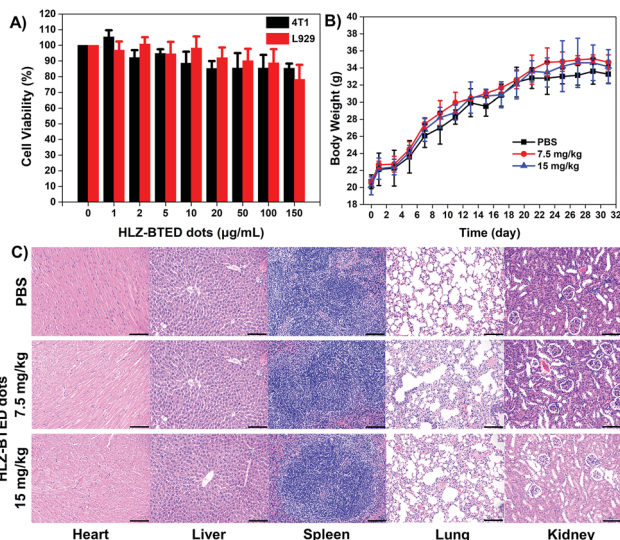 A)
4T1
L929
Cell Viability (%)
120
110
100
90
80
70
60
50
40
30
20
10
0
0 1 2 5 10 20 50 100 150
HLZ-BTED dots (μg/mL)
B)
Body Weight (g)
40
38
36
34
32
30
28
26
24
22
20
18
PBS
7.5 mg/kg
15 mg/kg
0 2 4 6 8 10 12 14 16 18 20 22 24 26 28 30 32
Time (day)
C)
PBS
7.5 mg/kg
15 mg/kg
HLZ-BTED dots
Heart Liver Spleen Lung Kidney